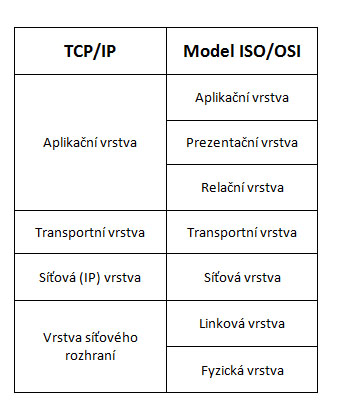 TCP/IP
Model ISO/OSI
Aplikační vrstva
Aplikační vrstva
Prezentační vrstva
Relační vrstva
Transportní vrstva
Transportní vrstva
Síťová (IP) vrstva
Síťová vrstva
Vrstva síťového
rozhraní
Linková vrstva
Fyzická vrstva